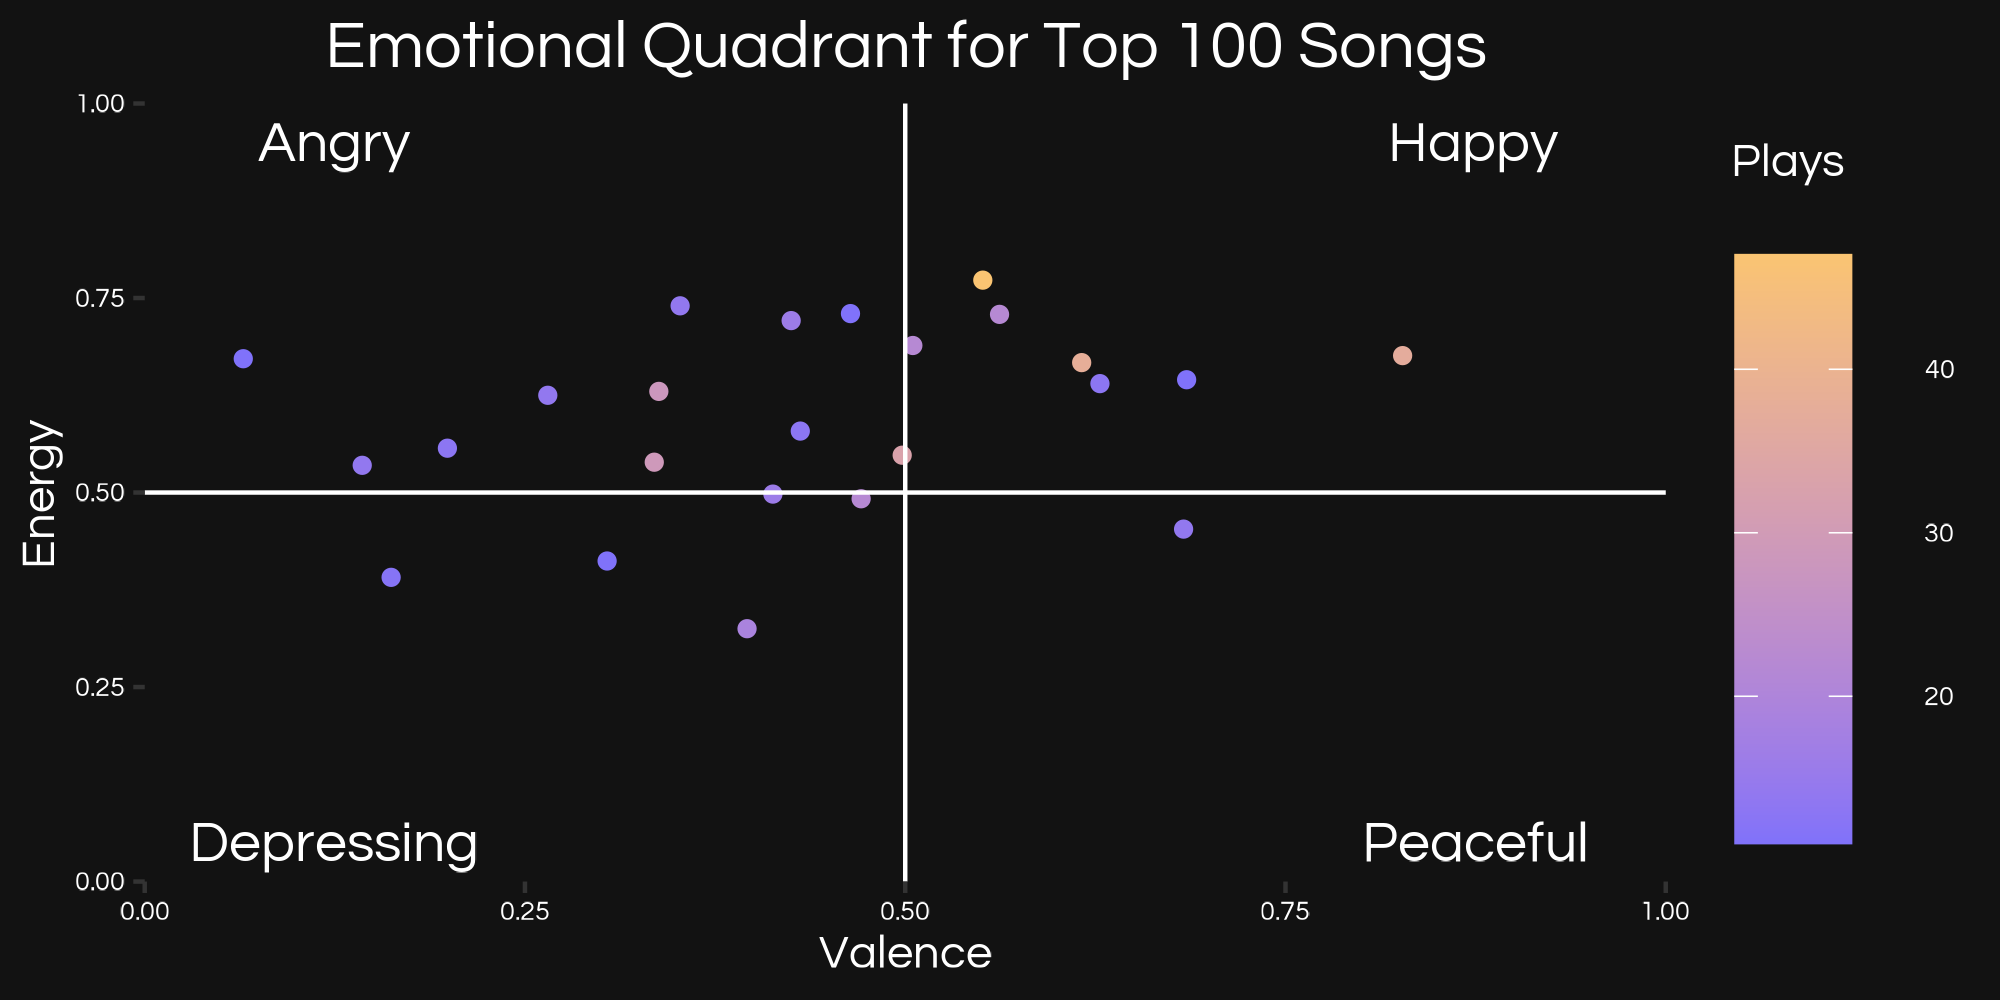 Emotional Quadrant for Top 100 Songs
1.00
Angry
Happy
Plays
0.75
40
Energy
0.50
30
0.25
20
Depressing
Peaceful
0.00
0.00 0.25 0.50 0.75 1.00
Valence